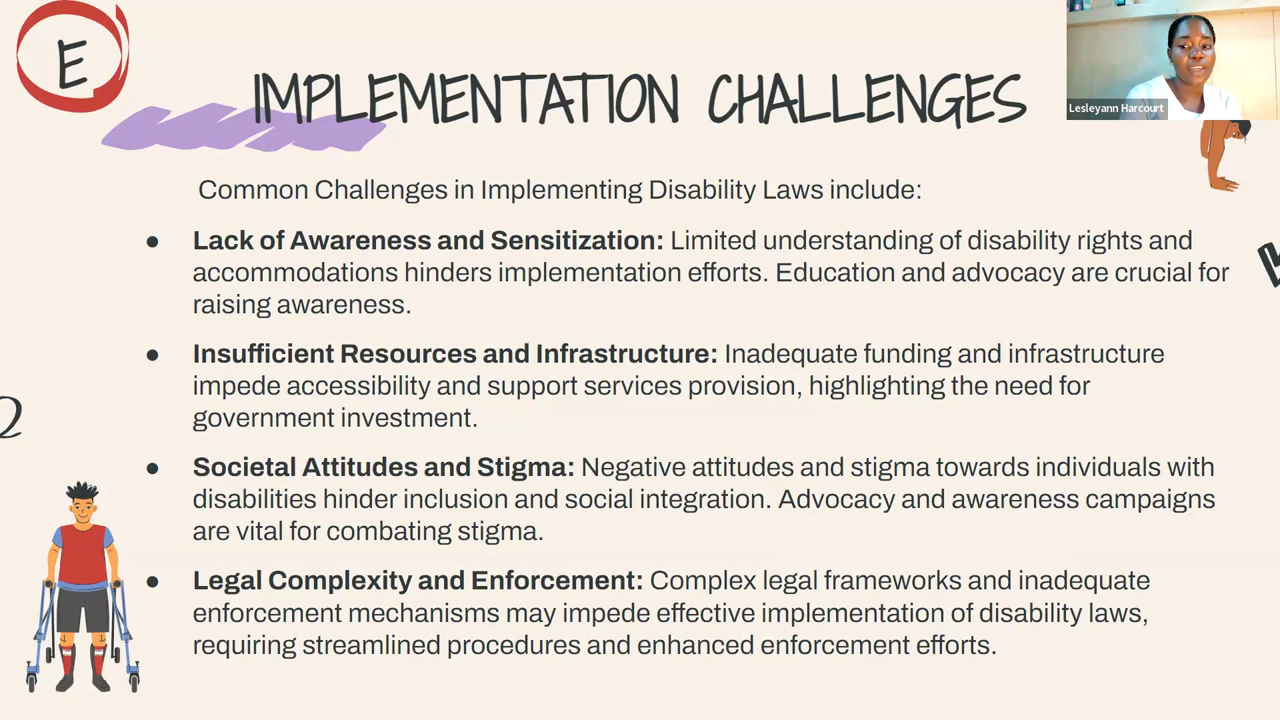 E
IMPLEMENTATION CHALLENGES
Lesleyann Harcourt
Common Challenges in Implementing Disability Laws include:
● Lack of Awareness and Sensitization: Limited understanding of disability rights and
accommodations hinders implementation efforts. Education and advocacy are crucial for
raising awareness.
● Insufficient Resources and Infrastructure: Inadequate funding and infrastructure
impede accessibility and support services provision, highlighting the need for
government investment.
● Societal Attitudes and Stigma: Negative attitudes and stigma towards individuals with
disabilities hinder inclusion and social integration. Advocacy and awareness campaigns
are vital for combating stigma.
● Legal Complexity and Enforcement: Complex legal frameworks and inadequate
enforcement mechanisms may impede effective implementation of disability laws,
requiring streamlined procedures and enhanced enforcement efforts.